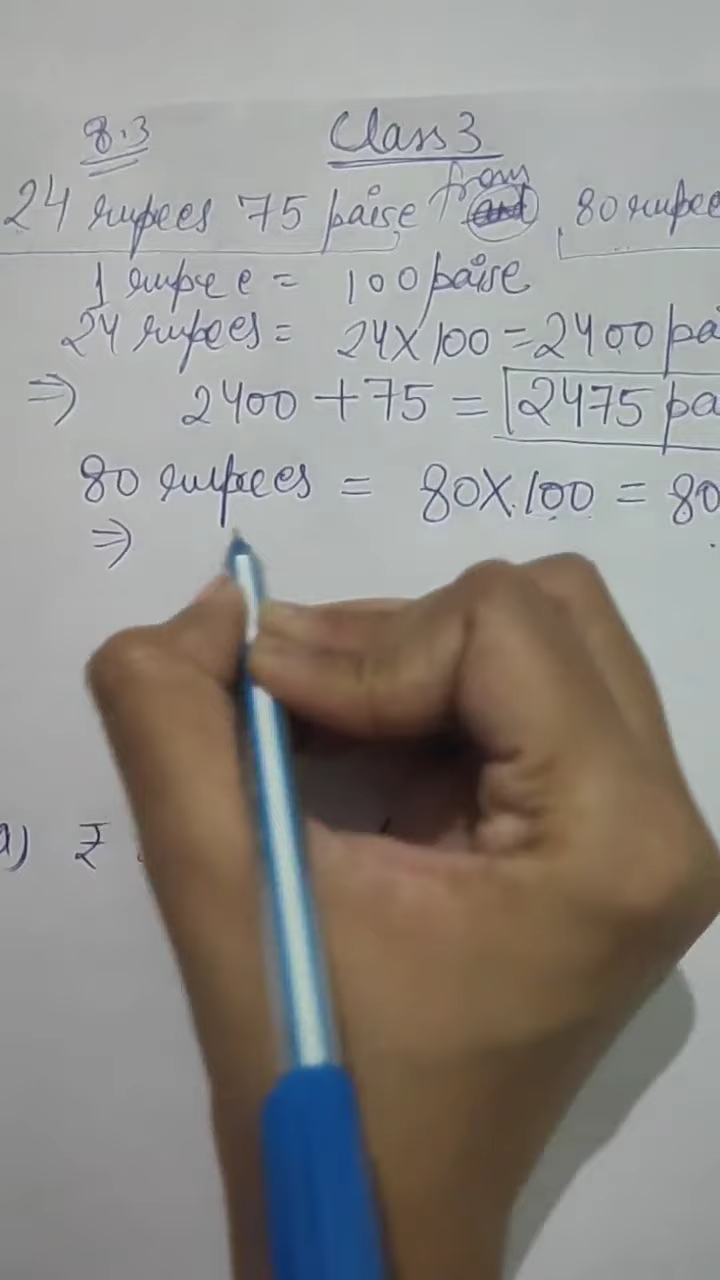 8.3 Class 3
24 rupees 75 paise from 80 rupee
1 rupee = 100 paise
24 rupees = 24 X 100 = 2400 pa
⇒ 2400 + 75 = 2475 pa
80 rupees = 80 X 100 = 80
⇒
a) ₹